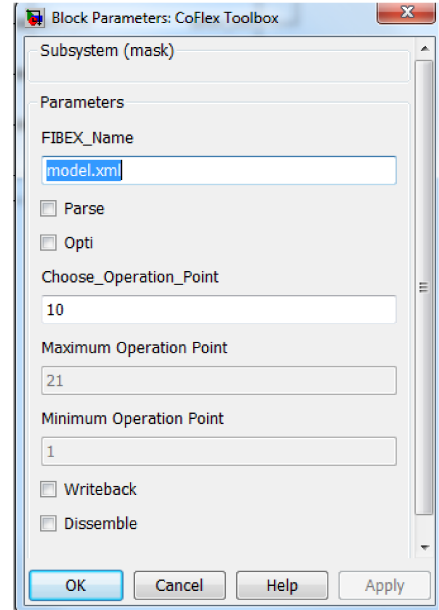 Block Parameters: CoFlex Toolbox
Subsystem (mask)
Parameters
FIBEX_Name
model.xml
Parse
Opti
Choose_Operation_Point
10
Maximum Operation Point
21
Minimum Operation Point
1
Writeback
Dissemble
OK Cancel Help Apply